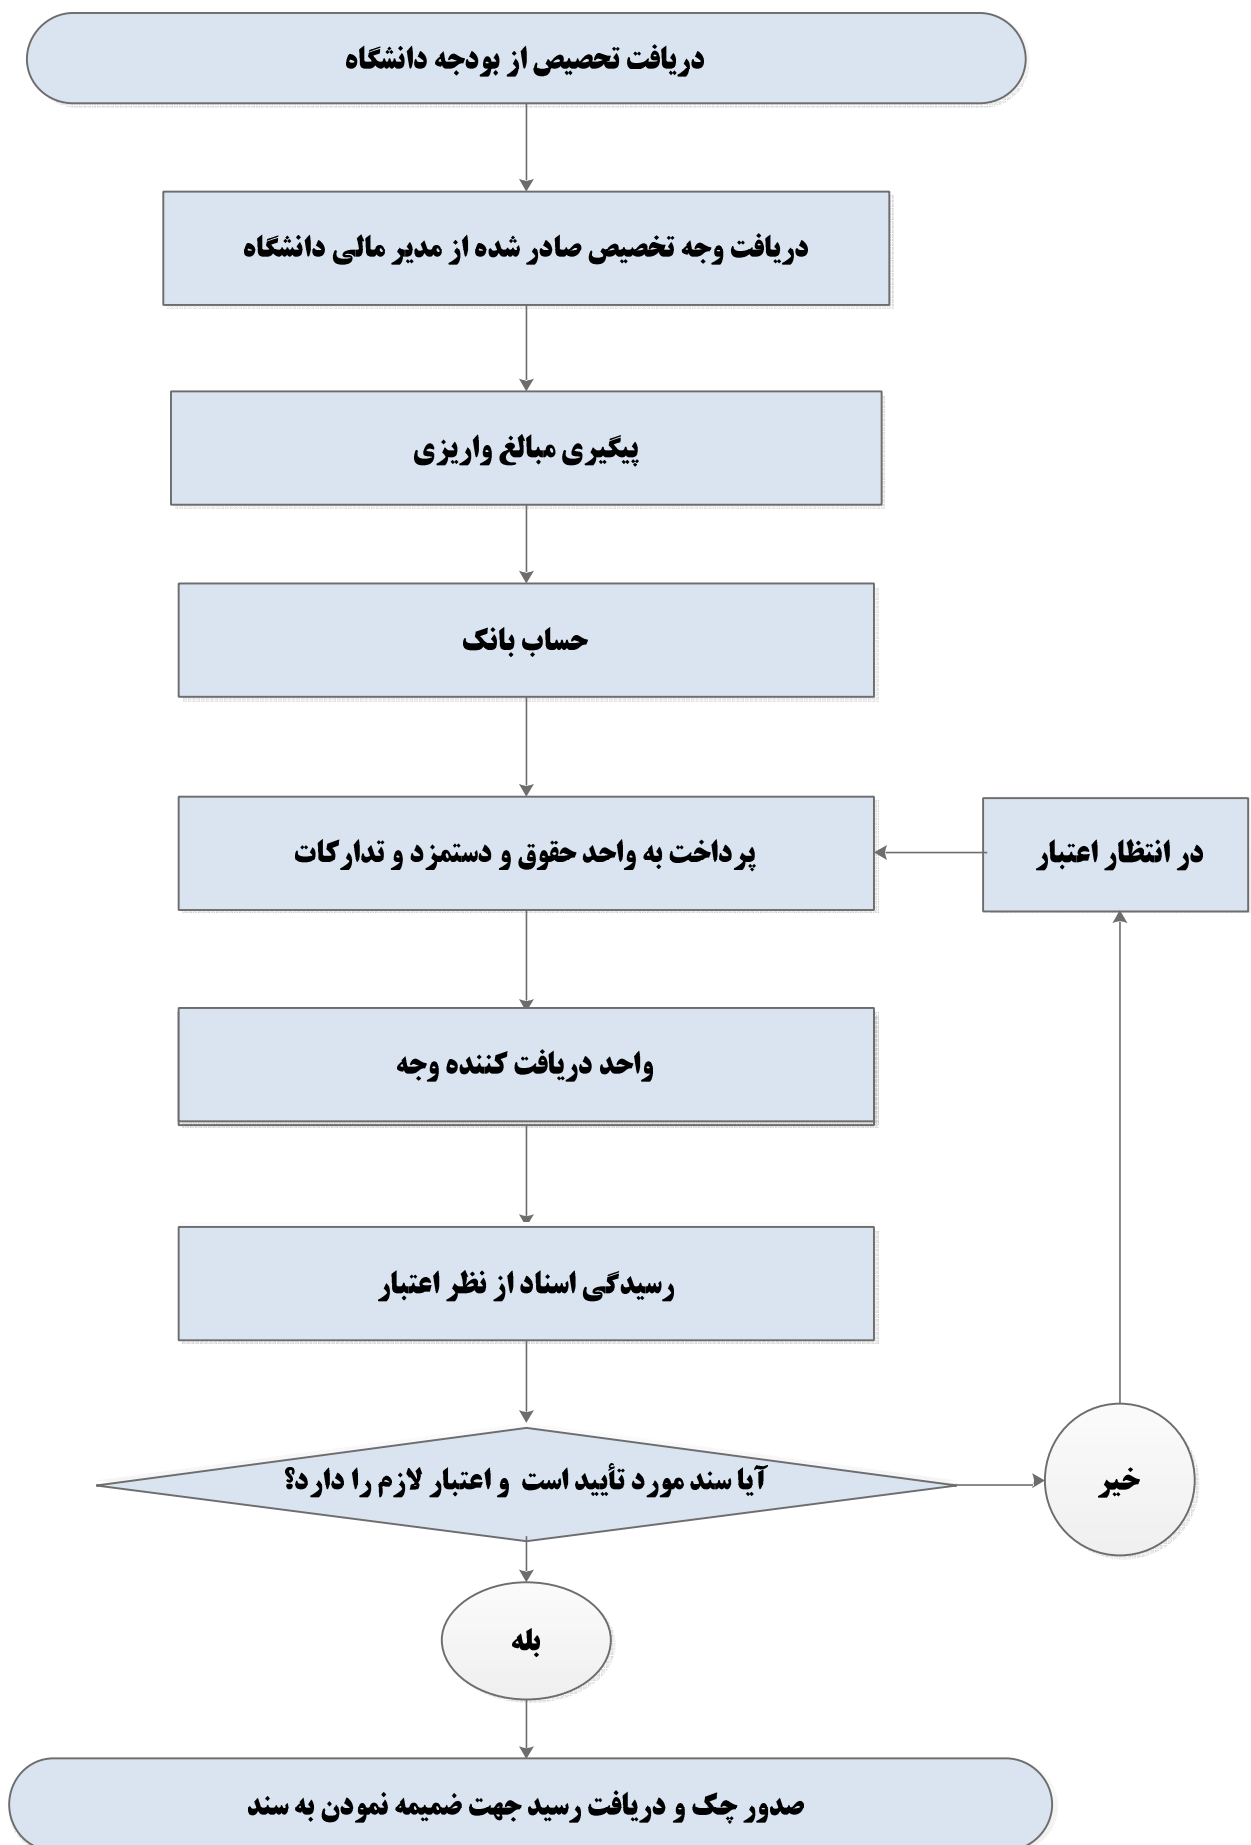 دریافت تحصیص از بودجه دانشگاه
دریافت وجه تخصیص صادر شده از مدیر مالی دانشگاه
پیگیری مبالغ واریزی
حساب بانک
پرداخت به واحد حقوق و دستمزد و تدارکات
در انتظار اعتبار
واحد دریافت کننده وجه
رسیدگی اسناد از نظر اعتبار
آیا سند مورد تأیید است و اعتبار لازم را دارد؟
خیر
بله
صدور چک و دریافت رسید جهت ضمیمه نمودن به سند